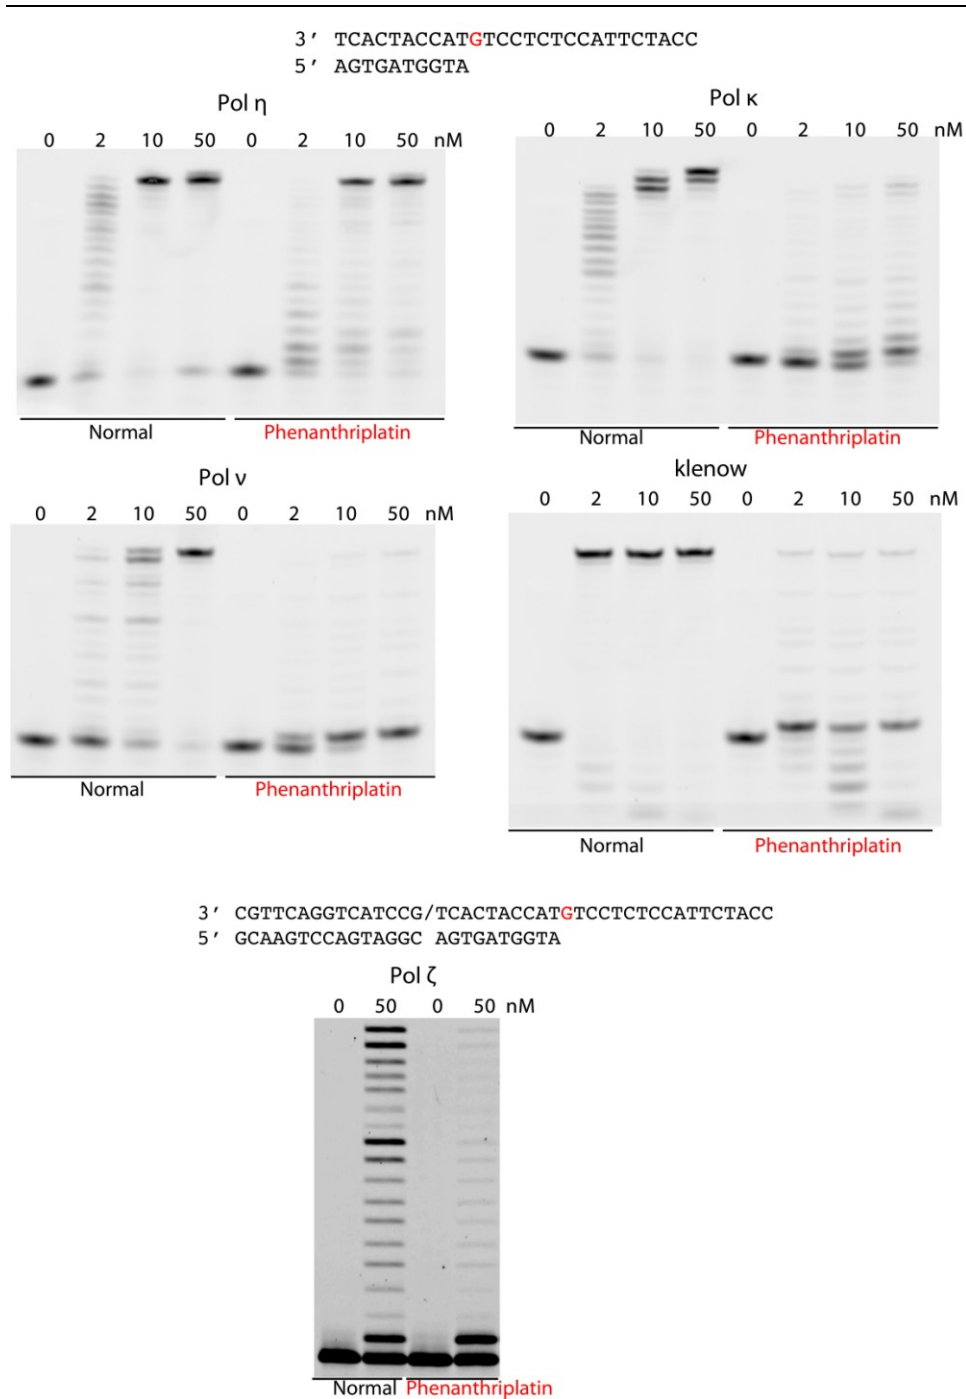 3′ TCACTACCATGTCCTCTCCATTCTACC
5′ AGTGATGGTA
Pol η
0 2 10 50 0 2 10 50 nM
Normal Phenanthriplatin
Pol κ
0 2 10 50 0 2 10 50 nM
Normal Phenanthriplatin
Pol ν
0 2 10 50 0 2 10 50 nM
Normal Phenanthriplatin
klenow
0 2 10 50 0 2 10 50 nM
Normal Phenanthriplatin
3′ CGTTCAGGTCATCCG/TCACTACCATGTCCTCTCCATTCTACC
5′ GCAAGTCCAGTAGGC AGTGATGGTA
Pol ζ
0 50 0 50 nM
Normal Phenanthriplatin